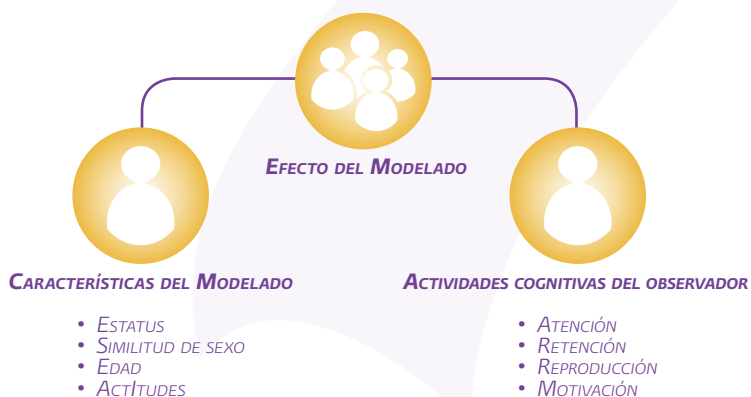 Efecto del Modelado
Características del Modelado
• Estatus
• Similitud de sexo
• Edad
• ActItudes
Actividades cognitivas del observador
• Atención
• Retención
• Reproducción
• Motivación